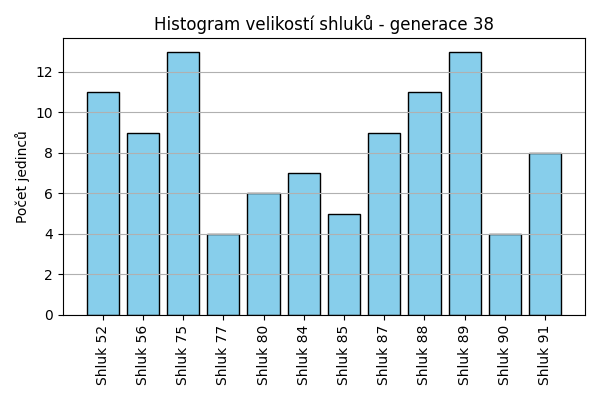 Histogram velikostí shluků - generace 38
Počet jedinců
12
10
8
6
4
2
0
Shluk 52
Shluk 56
Shluk 75
Shluk 77
Shluk 80
Shluk 84
Shluk 85
Shluk 87
Shluk 88
Shluk 89
Shluk 90
Shluk 91